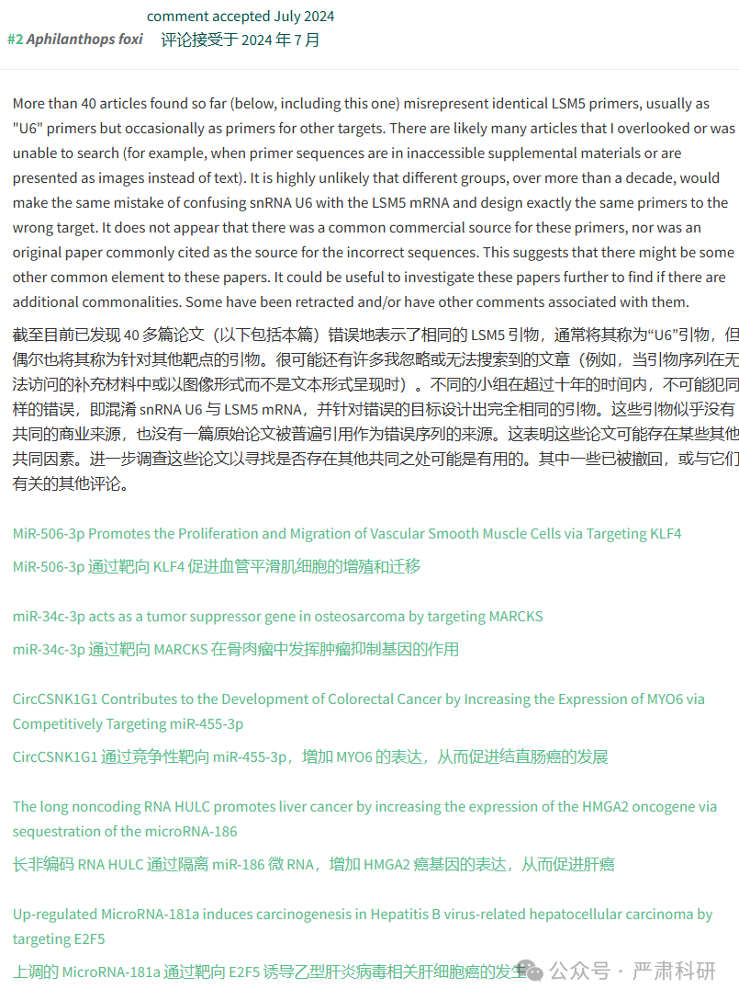 comment accepted July 2024
#2 Aphilanthops foxi 评论接受于 2024 年 7 月
More than 40 articles found so far (below, including this one) misrepresent identical LSM5 primers, usually as
"U6" primers but occasionally as primers for other targets. There are likely many articles that I overlooked or was
unable to search (for example, when primer sequences are in inaccessible supplemental materials or are
presented as images instead of text). It is highly unlikely that different groups, over more than a decade, would
make the same mistake of confusing snRNA U6 with the LSM5 mRNA and design exactly the same primers to the
wrong target. It does not appear that there was a common commercial source for these primers, nor was an
original paper commonly cited as the source for the incorrect sequences. This suggests that there might be some
other common element to these papers. It could be useful to investigate these papers further to find if there are
additional commonalities. Some have been retracted and/or have other comments associated with them.
截至目前已发现 40 多篇论文（以下包括本篇）错误地表示了相同的 LSM5 引物，通常将其称为“U6”引物，但
偶尔也将其称为针对其他靶点的引物。很可能还有许多我忽略或无法搜索到的文章（例如，当引物序列在无
法访问的补充材料中或以图像形式而不是文本形式呈现时）。不同的小组在超过十年的时间内，不可能犯同
样的错误，即混淆 snRNA U6 与 LSM5 mRNA，并针对错误的目标设计出完全相同的引物。这些引物似乎没有
共同的商业来源，也没有一篇原始论文被普遍引用作为错误序列的来源。这表明这些论文可能存在某些其他
共同因素。进一步调查这些论文以寻找是否存在其他共同之处可能是有用的。其中一些已被撤回，或与它们
有关的其他评论。
MiR-506-3p Promotes the Proliferation and Migration of Vascular Smooth Muscle Cells via Targeting KLF4
MiR-506-3p 通过靶向 KLF4 促进血管平滑肌细胞的增殖和迁移
miR-34c-3p acts as a tumor suppressor gene in osteosarcoma by targeting MARCKS
miR-34c-3p 通过靶向 MARCKS 在骨肉瘤中发挥肿瘤抑制基因的作用
CircCSNK1G1 Contributes to the Development of Colorectal Cancer by Increasing the Expression of MYO6 via
Competitively Targeting miR-455-3p
CircCSNK1G1 通过竞争性靶向 miR-455-3p，增加 MYO6 的表达，从而促进结直肠癌的发展
The long noncoding RNA HULC promotes liver cancer by increasing the expression of the HMGA2 oncogene via
sequestration of the microRNA-186
长非编码 RNA HULC 通过隔离 miR-186 微 RNA，增加 HMGA2 癌基因的表达，从而促进肝癌
Up-regulated MicroRNA-181a induces carcinogenesis in Hepatitis B virus-related hepatocellular carcinoma by
targeting E2F5
上调的 MicroRNA-181a 通过靶向 E2F5 诱导乙型肝炎病毒相关肝细胞癌的发生
公众号 · 严肃科研